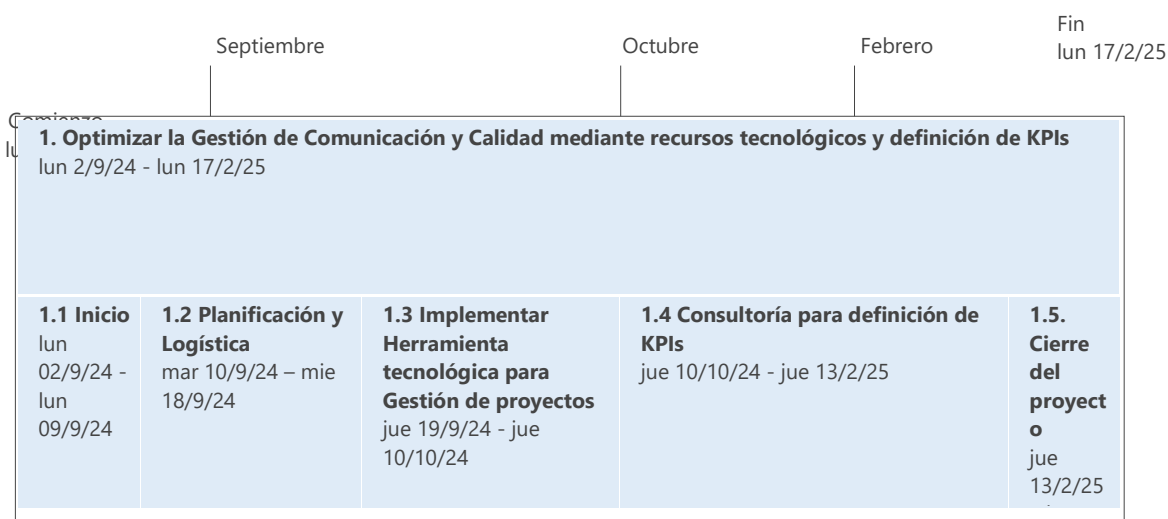 Septiembre
Octubre
Febrero
Fin
lun 17/2/25
1. Optimizar la Gestión de Comunicación y Calidad mediante recursos tecnológicos y definición de KPIs
lun 2/9/24 - lun 17/2/25
1.1 Inicio
lun
02/9/24 -
lun
09/9/24
1.2 Planificación y
Logística
mar 10/9/24 – mie
18/9/24
1.3 Implementar
Herramienta
tecnológica para
Gestión de proyectos
jue 19/9/24 - jue
10/10/24
1.4 Consultoría para definición de
KPIs
jue 10/10/24 - jue 13/2/25
1.5.
Cierre
del
proyect
o
jue
13/2/25